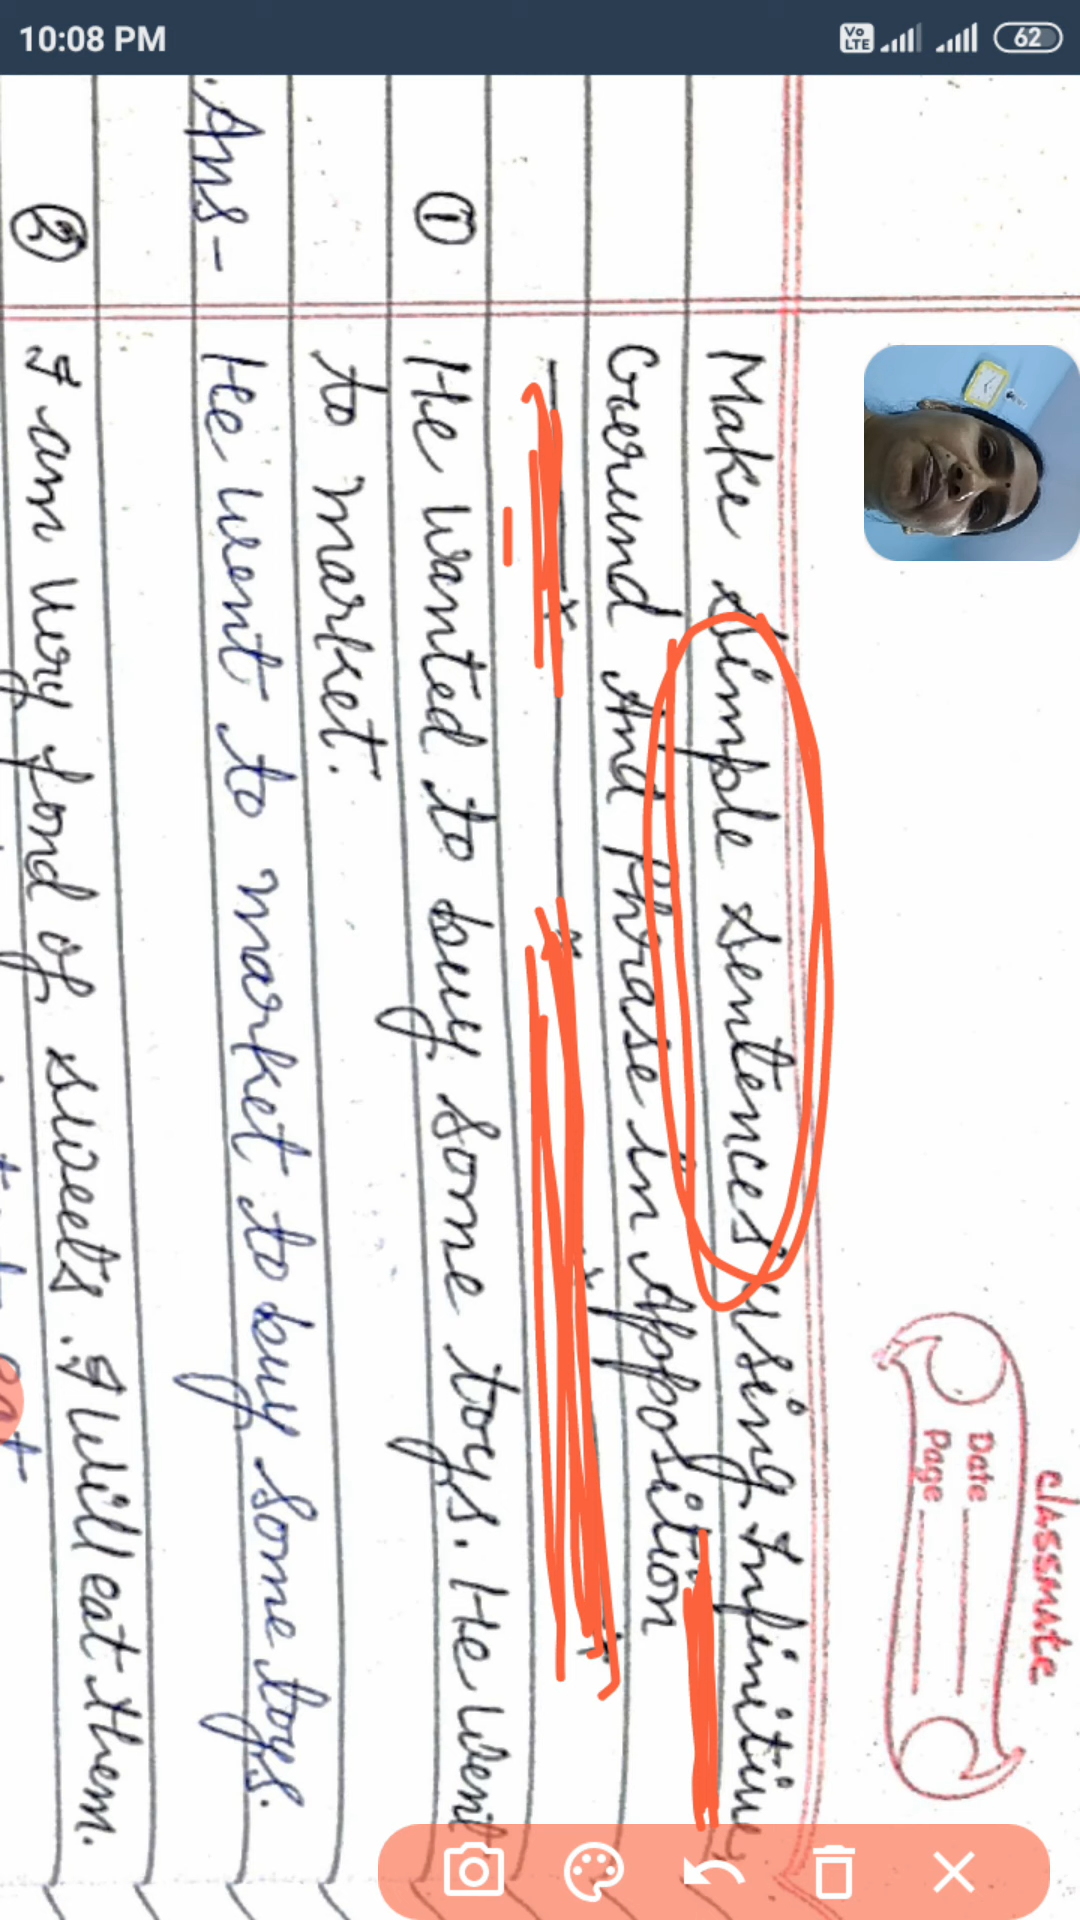 10:08 PM
Vo LTE
62
classmate
Date
Page
Make simple sentences using Infinitive
Gerund And Phrase in Apposition
① He wanted to buy some toys. He went
to market.
Ans- He went to market to buy some toys.
② I am very fond of sweets. I will eat them.